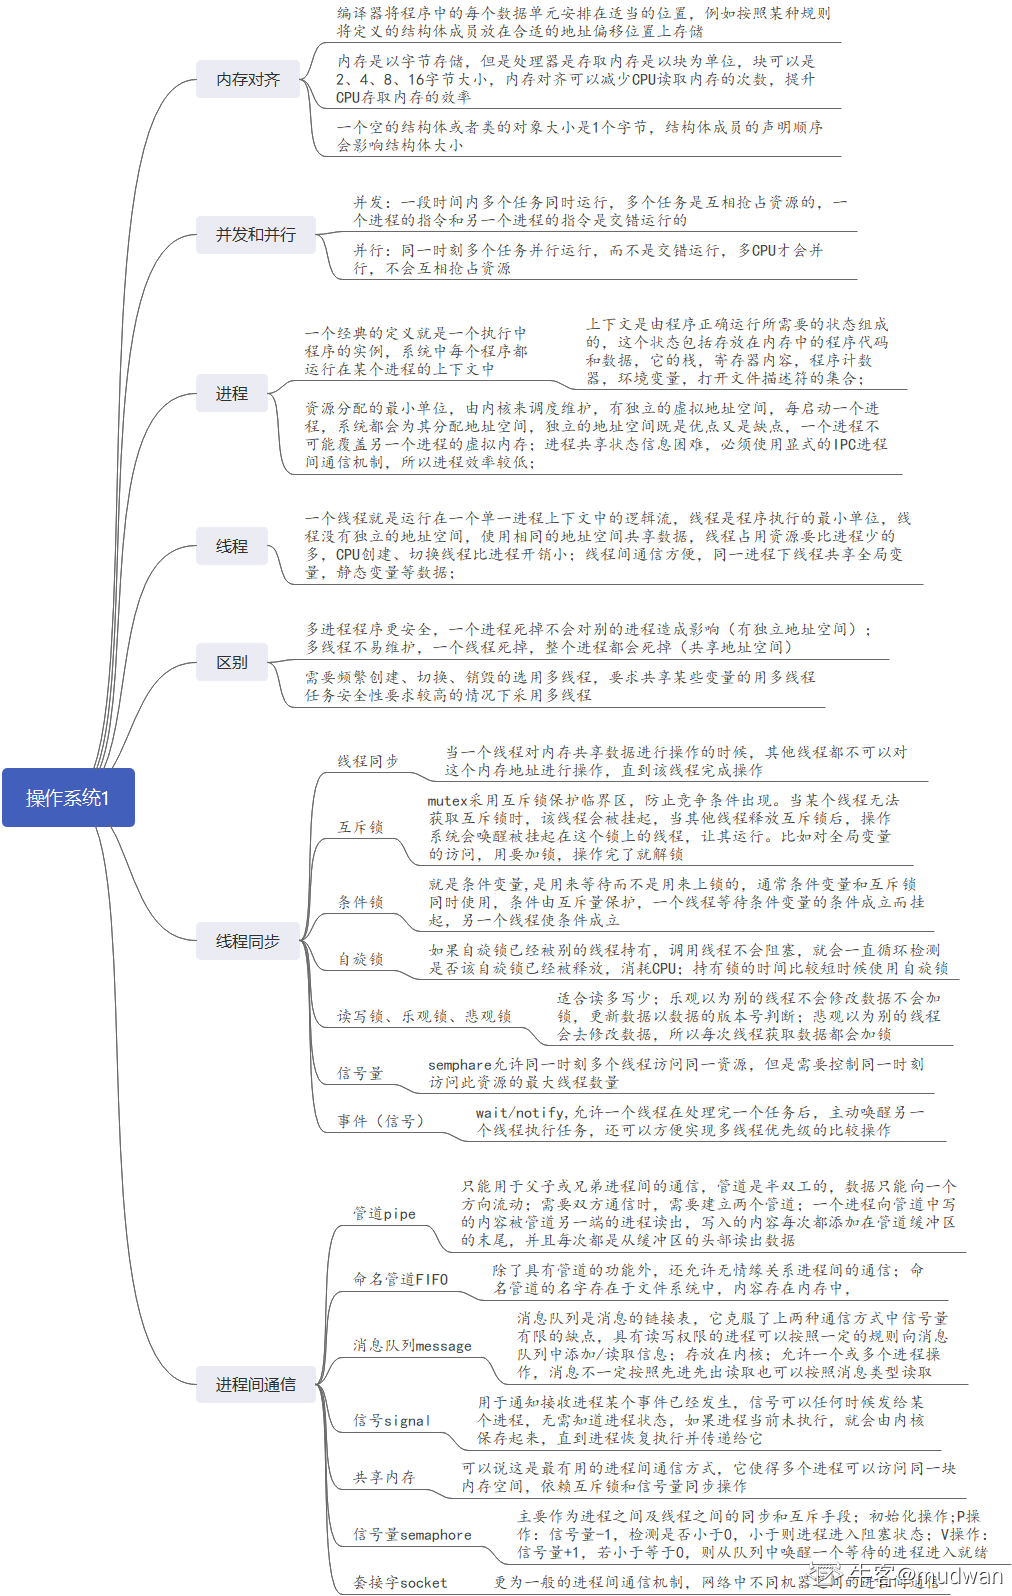 编译器将程序中的每个数据单元安排在适当的位置，例如按照某种规则
将定义的结构体成员放在合适的地址偏移位置上存储
内存对齐
内存是以字节存储，但是处理器是存取内存是以块为单位，块可以是
2、4、8、16字节大小，内存对齐可以减少CPU读取内存的次数，提升
CPU存取内存的效率
一个空的结构体或者类的对象大小是1个字节，结构体成员的声明顺序
会影响结构体大小
并发和并行
并发：一段时间内多个任务同时运行，多个任务是互相抢占资源的，一
个进程的指令和另一个进程的指令是交错运行的
并行：同一时刻多个任务并行运行，而不是交错运行，多CPU才会并
行，不会互相抢占资源
进程
一个经典的定义就是一个执行中
程序的实例，系统中每个程序都
运行在某个进程的上下文中
上下文是由程序正确运行所需要的状态组成
的，这个状态包括存放在内存中的程序代码
和数据，它的栈，寄存器内容，程序计数
器，环境变量，打开文件描述符的集合；
资源分配的最小单位，由内核来调度维护，有独立的虚拟地址空间，每启动一个进
程，系统都会为其分配地址空间，独立的地址空间既是优点又是缺点，一个进程不
可能覆盖另一个进程的虚拟内存；进程共享状态信息困难，必须使用显式的IPC进程
间通信机制，所以进程效率较低；
线程
一个线程就是运行在一个单一进程上下文中的逻辑流，线程是程序执行的最小单位，线
程没有独立的地址空间，使用相同的地址空间共享数据，线程占用资源要比进程少的
多，CPU创建、切换线程比进程开销小；线程间通信方便，同一进程下线程共享全局变
量，静态变量等数据；
区别
多进程程序更安全，一个进程死掉不会对别的进程造成影响（有独立地址空间）；
多线程不易维护，一个线程死掉，整个进程都会死掉（共享地址空间）
需要频繁创建、切换、销毁的选用多线程，要求共享某些变量的用多线程
任务安全性要求较高的情况下采用多线程
操作系统1
线程同步
线程同步
当一个线程对内存共享数据进行操作的时候，其他线程都不可以对
这个内存地址进行操作，直到该线程完成操作
互斥锁
mutex采用互斥锁保护临界区，防止竞争条件出现。当某个线程无法
获取互斥锁时，该线程会被挂起，当其他线程释放互斥锁后，操作
系统会唤醒被挂起在这个锁上的线程，让其运行。比如对全局变量
的访问，用要加锁，操作完了就解锁
条件锁
就是条件变量,是用来等待而不是用来上锁的，通常条件变量和互斥锁
同时使用，条件由互斥量保护，一个线程等待条件变量的条件成立而挂
起，另一个线程使条件成立
自旋锁
如果自旋锁已经被别的线程持有，调用线程不会阻塞，就会一直循环检测
是否该自旋锁已经被释放，消耗CPU；持有锁的时间比较短时候使用自旋锁
读写锁、乐观锁、悲观锁
适合读多写少；乐观以为别的线程不会修改数据不会加
锁，更新数据以数据的版本号判断；悲观以为别的线程
会去修改数据，所以每次线程获取数据都会加锁
信号量
semphare允许同一时刻多个线程访问同一资源，但是需要控制同一时刻
访问此资源的最大线程数量
事件（信号）
wait/notify,允许一个线程在处理完一个任务后，主动唤醒另一
个线程执行任务，还可以方便实现多线程优先级的比较操作
进程间通信
管道pipe
只能用于父子或兄弟进程间的通信，管道是半双工的，数据只能向一个
方向流动；需要双方通信时，需要建立两个管道；一个进程向管道中写
的内容被管道另一端的进程读出，写入的内容每次都添加在管道缓冲区
的末尾，并且每次都是从缓冲区的头部读出数据
命名管道FIFO
除了具有管道的功能外，还允许无情缘关系进程间的通信；命
名管道的名字存在于文件系统中，内容存在内存中，
消息队列message
消息队列是消息的链接表，它克服了上两种通信方式中信号量
有限的缺点，具有读写权限的进程可以按照一定的规则向消息
队列中添加/读取信息；存放在内核；允许一个或多个进程操
作，消息不一定按照先进先出读取也可以按照消息类型读取
信号signal
用于通知接收进程某个事件已经发生，信号可以任何时候发给某
个进程，无需知道进程状态，如果进程当前未执行，就会由内核
保存起来，直到进程恢复执行并传递给它
共享内存
可以说这是最有用的进程间通信方式，它使得多个进程可以访问同一块
内存空间，依赖互斥锁和信号量同步操作
信号量semaphore
主要作为进程之间及线程之间的同步和互斥手段；初始化操作;P操
作：信号量-1，检测是否小于0，小于则进程进入阻塞状态；V操作：
信号量+1，若小于等于0，则从队列中唤醒一个等待的进程进入就绪
套接字socket
更为一般的进程间通信机制，网络中不同机器之间的进程间通信
牛客@mudwan